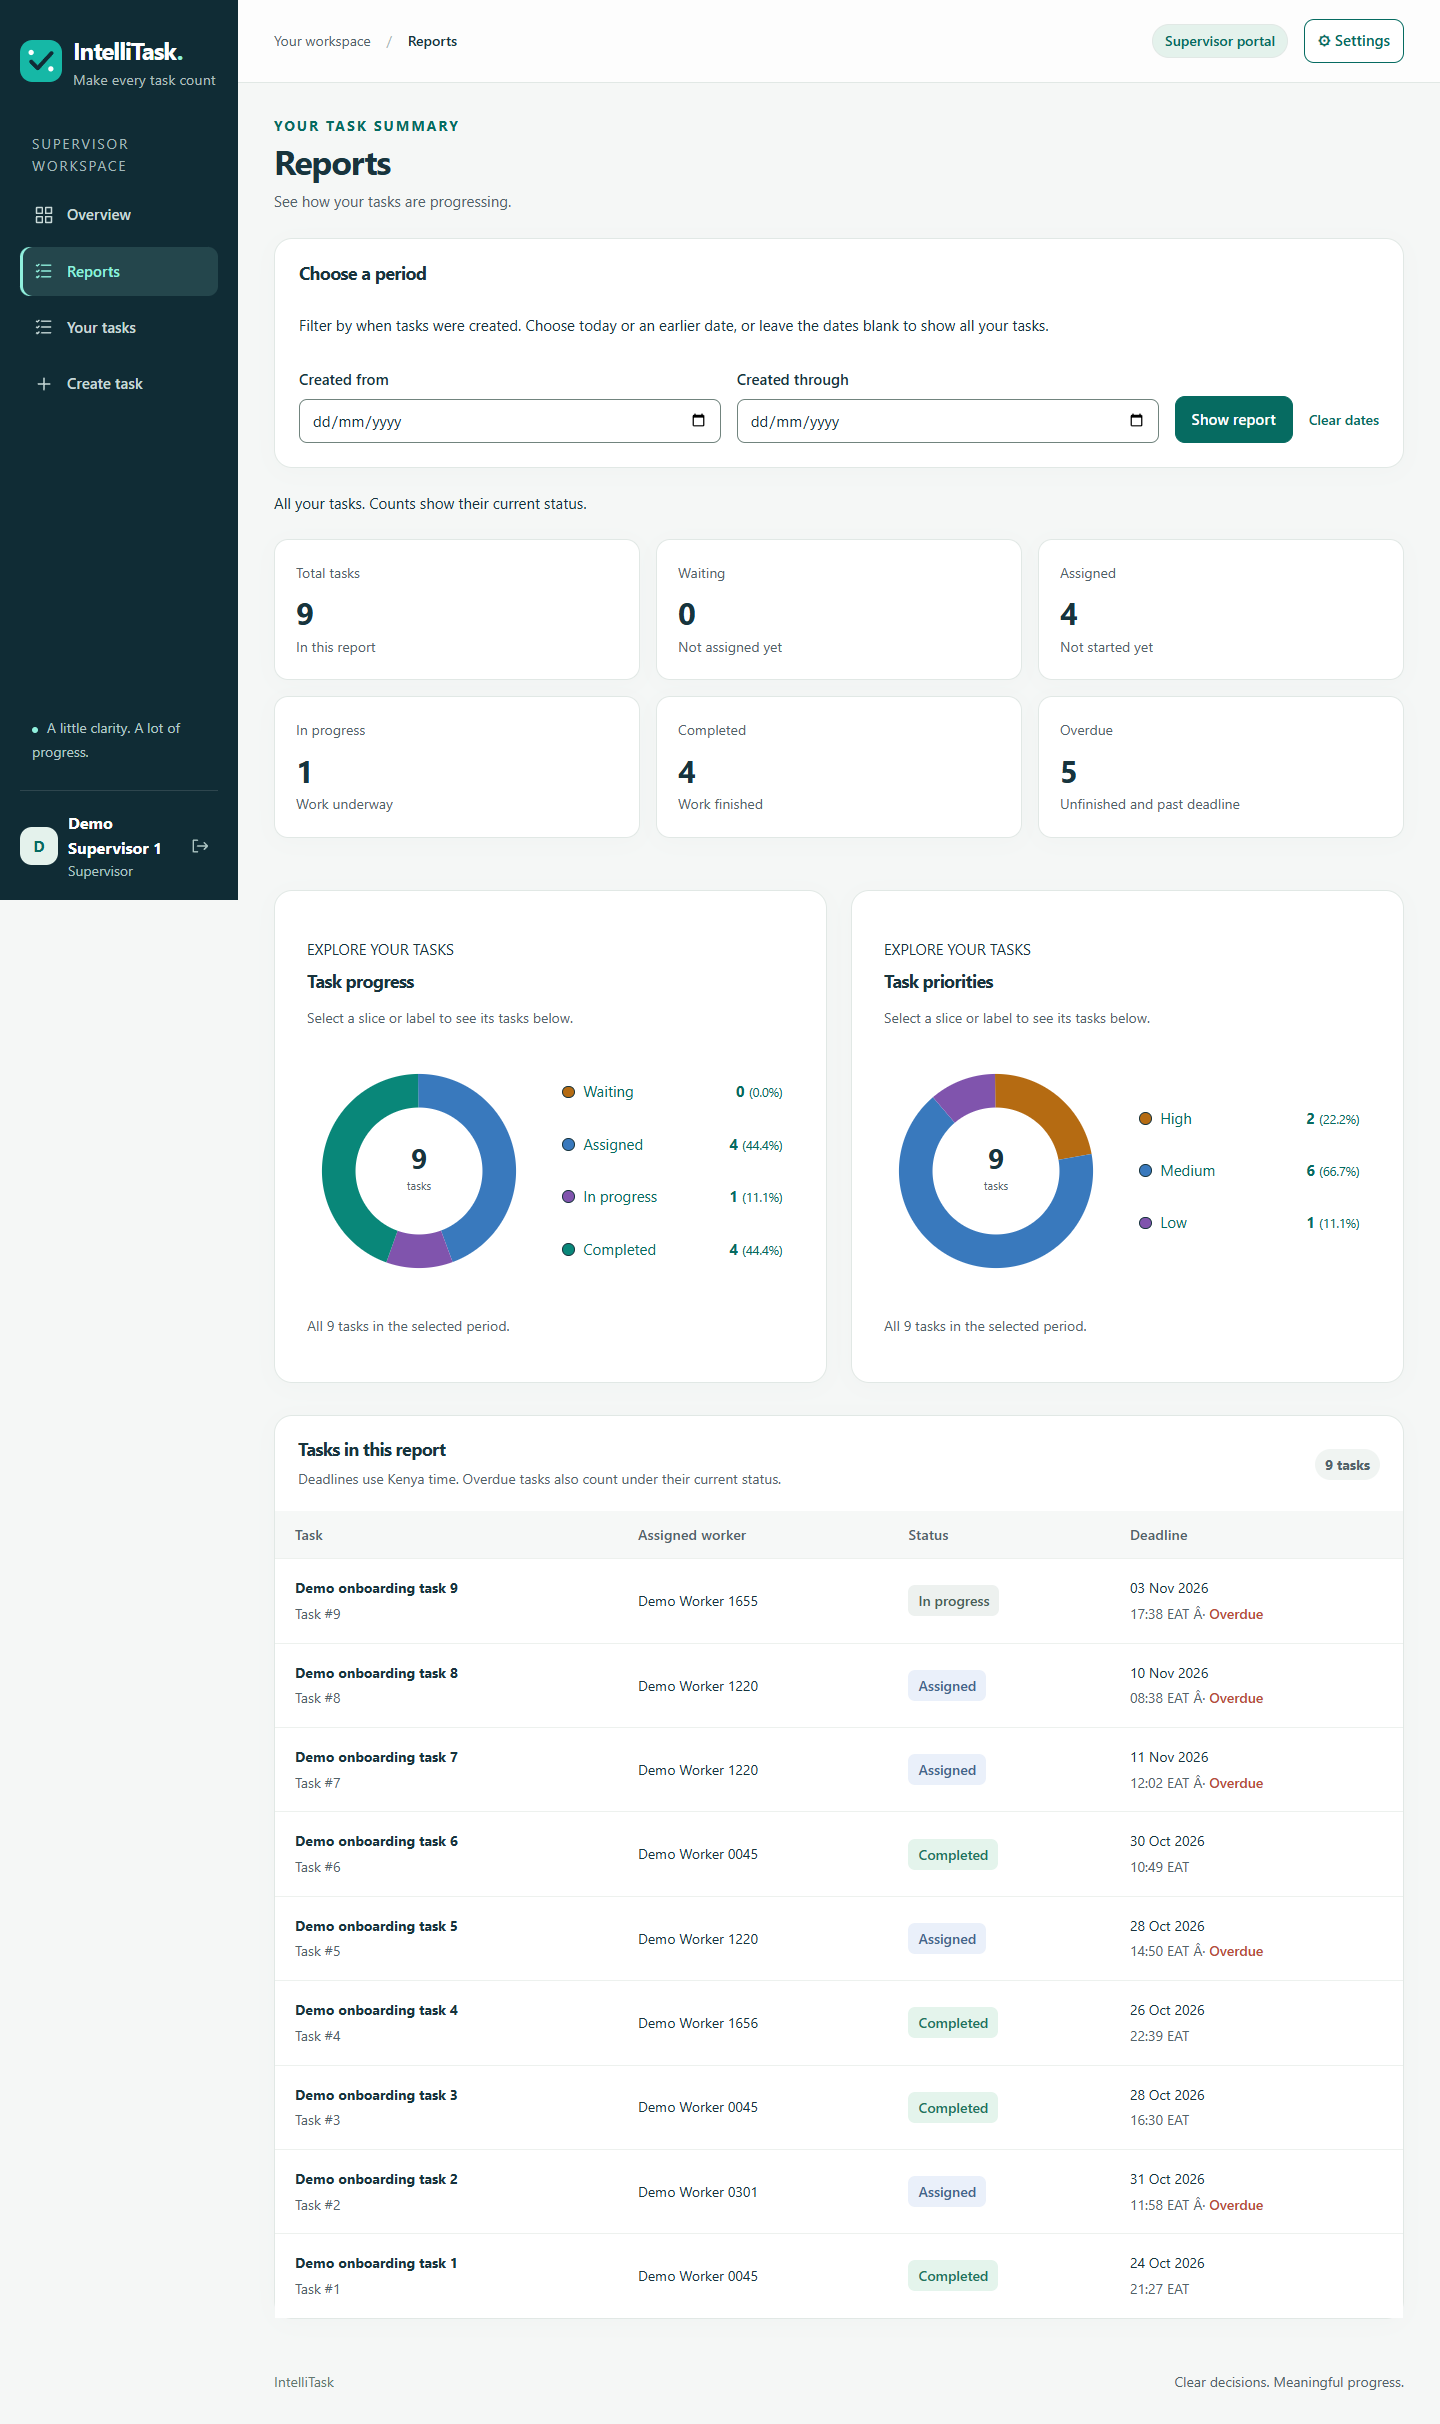 IntelliTask.
Make every task count
SUPERVISOR
WORKSPACE
Overview
Reports
Your tasks
Create task
A little clarity. A lot of
progress.
D
Demo
Supervisor 1
Supervisor
Your workspace / Reports
Supervisor portal
⚙ Settings
YOUR TASK SUMMARY
Reports
See how your tasks are progressing.
Choose a period
Filter by when tasks were created. Choose today or an earlier date, or leave the dates blank to show all your tasks.
Created from
dd/mm/yyyy
Created through
dd/mm/yyyy
Show report
Clear dates
All your tasks. Counts show their current status.
Total tasks
9
In this report
Waiting
0
Not assigned yet
Assigned
4
Not started yet
In progress
1
Work underway
Completed
4
Work finished
Overdue
5
Unfinished and past deadline
EXPLORE YOUR TASKS
Task progress
Select a slice or label to see its tasks below.
9
tasks
Waiting 0 (0.0%)
Assigned 4 (44.4%)
In progress 1 (11.1%)
Completed 4 (44.4%)
All 9 tasks in the selected period.
EXPLORE YOUR TASKS
Task priorities
Select a slice or label to see its tasks below.
9
tasks
High 2 (22.2%)
Medium 6 (66.7%)
Low 1 (11.1%)
All 9 tasks in the selected period.
Tasks in this report
Deadlines use Kenya time. Overdue tasks also count under their current status.
9 tasks
Task Assigned worker Status Deadline
Demo onboarding task 9
Task #9
Demo Worker 1655
In progress
03 Nov 2026
17:38 EAT Â· Overdue
Demo onboarding task 8
Task #8
Demo Worker 1220
Assigned
10 Nov 2026
08:38 EAT Â· Overdue
Demo onboarding task 7
Task #7
Demo Worker 1220
Assigned
11 Nov 2026
12:02 EAT Â· Overdue
Demo onboarding task 6
Task #6
Demo Worker 0045
Completed
30 Oct 2026
10:49 EAT
Demo onboarding task 5
Task #5
Demo Worker 1220
Assigned
28 Oct 2026
14:50 EAT Â· Overdue
Demo onboarding task 4
Task #4
Demo Worker 1656
Completed
26 Oct 2026
22:39 EAT
Demo onboarding task 3
Task #3
Demo Worker 0045
Completed
28 Oct 2026
16:30 EAT
Demo onboarding task 2
Task #2
Demo Worker 0301
Assigned
31 Oct 2026
11:58 EAT Â· Overdue
Demo onboarding task 1
Task #1
Demo Worker 0045
Completed
24 Oct 2026
21:27 EAT
IntelliTask
Clear decisions. Meaningful progress.